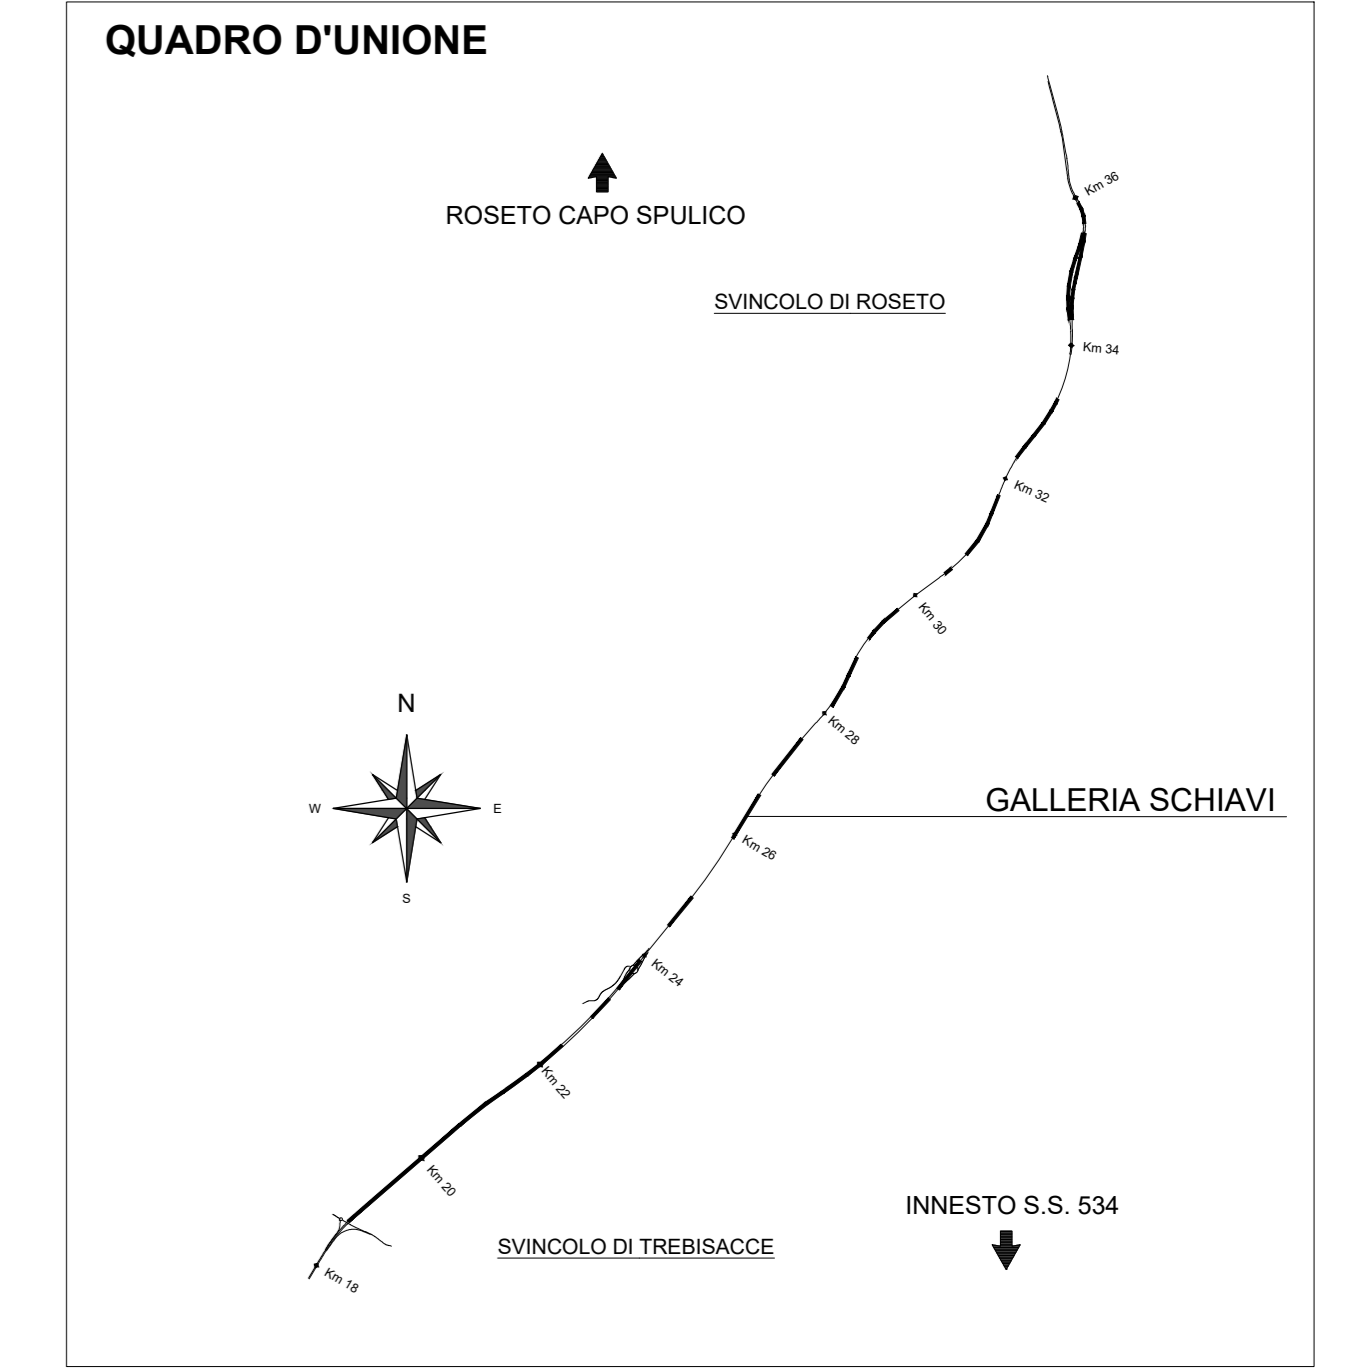 QUADRO D'UNIONE
Km 36
ROSETO CAPO SPULICO
SVINCOLO DI ROSETO
Km 34
Km 32
Km 30
N
Km 28
W
E
GALLERIA SCHIAVI
Km 26
S
Km 24
Km 22
Km 20
INNESTO S.S. 534
SVINCOLO DI TREBISACCE
Km 18